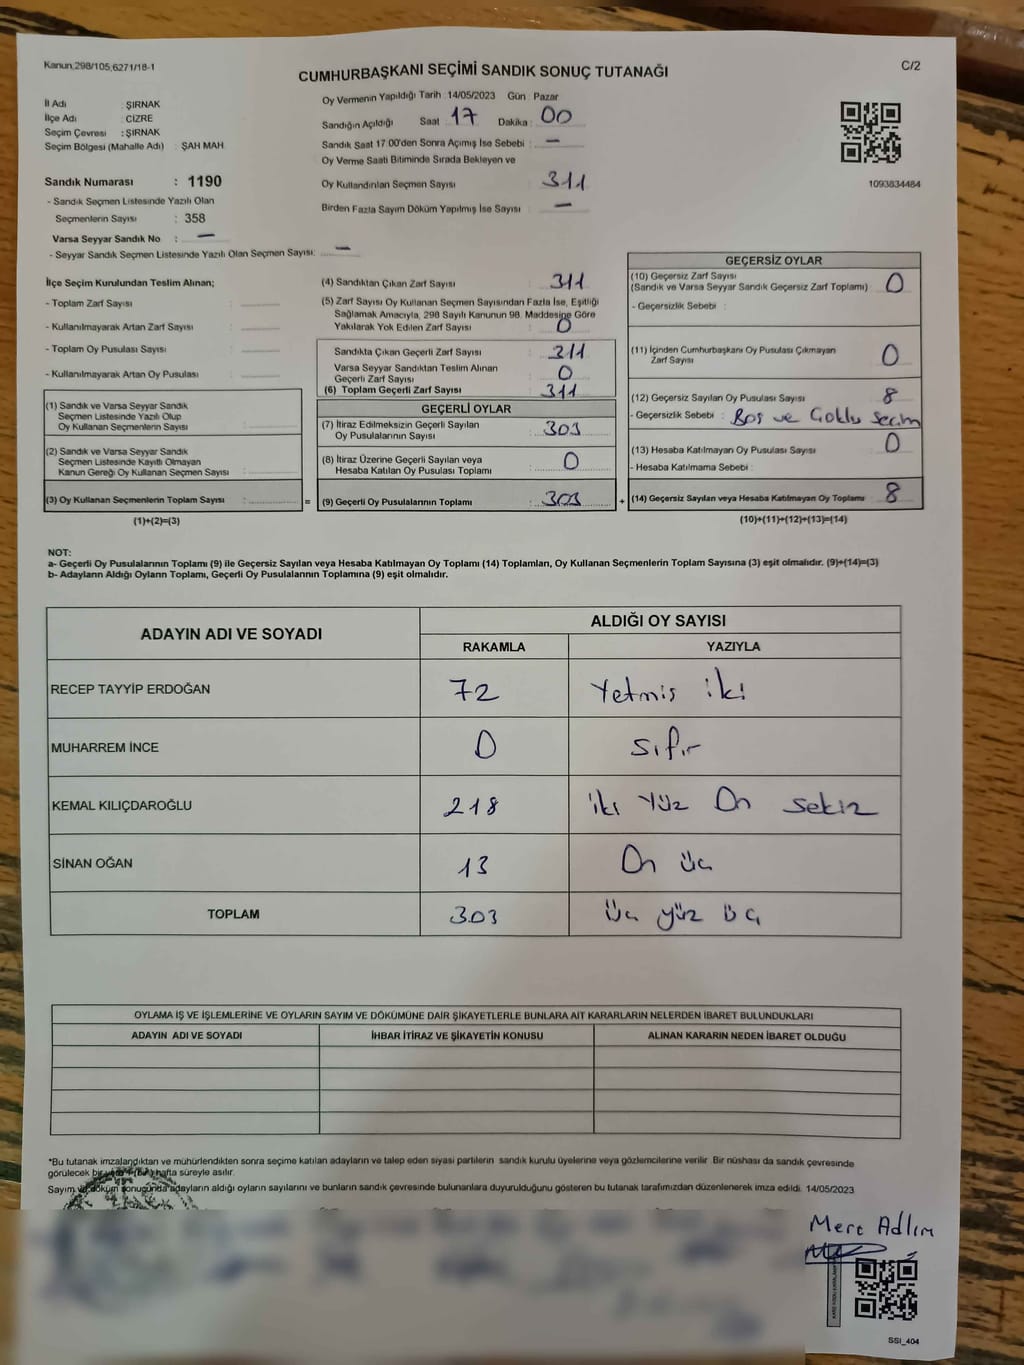 Kanun;298/105,6271/18-1
C/2
CUMHURBAŞKANI SEÇİMİ SANDIK SONUÇ TUTANAĞI
İl Adı : ŞIRNAK
İlçe Adı : CİZRE
Seçim Çevresi : ŞIRNAK
Seçim Bölgesi (Mahalle Adı) : ŞAH MAH
Sandık Numarası : 1190
- Sandık Seçmen Listesinde Yazılı Olan
Seçmenlerin Sayısı : 358
Varsa Seyyar Sandık No : —
- Seyyar Sandık Seçmen Listesinde Yazılı Olan Seçmen Sayısı: —
Oy Vermenin Yapıldığı Tarih :14/05/2023 Gün : Pazar
Sandığın Açıldığı Saat : 17 Dakika : 00
Sandık Saat 17:00'den Sonra Açımış İse Sebebi : —
Oy Verme Saati Bitiminde Sırada Bekleyen ve
Oy Kullandırılan Seçmen Sayısı : 311
Birden Fazla Sayım Döküm Yapılmış İse Sayısı : —
1093834484
İlçe Seçim Kurulundan Teslim Alınan;
- Toplam Zarf Sayısı :
- Kullanılmayarak Artan Zarf Sayısı :
- Toplam Oy Pusulası Sayısı :
- Kullanılmayarak Artan Oy Pusulası :
(1) Sandık ve Varsa Seyyar Sandık
Seçmen Listesinde Yazılı Olup
Oy Kullanan Seçmenlerin Sayısı :
(2) Sandık ve Varsa Seyyar Sandık
Seçmen Listesinde Kayıtlı Olmayan
Kanun Gereği Oy Kullanan Seçmen Sayısı :
(3) Oy Kullanan Seçmenlerin Toplam Sayısı :
(1)+(2)=(3)
(4) Sandıktan Çıkan Zarf Sayısı : 311
(5) Zarf Sayısı Oy Kullanan Seçmen Sayısından Fazla İse, Eşitliği
Sağlamak Amacıyla, 298 Sayılı Kanunun 98. Maddesine Göre
Yakılarak Yok Edilen Zarf Sayısı : 0
Sandıkta Çıkan Geçerli Zarf Sayısı : 311
Varsa Seyyar Sandıktan Teslim Alınan
Geçerli Zarf Sayısı : 0
(6) Toplam Geçerli Zarf Sayısı : 311
GEÇERLİ OYLAR
(7) İtiraz Edilmeksizin Geçerli Sayılan
Oy Pusulalarının Sayısı : 303
(8) İtiraz Üzerine Geçerli Sayılan veya
Hesaba Katılan Oy Pusulası Toplamı : 0
= (9) Geçerli Oy Pusulalarının Toplamı : 303
GEÇERSİZ OYLAR
(10) Geçersiz Zarf Sayısı
(Sandık ve Varsa Seyyar Sandık Geçersiz Zarf Toplamı) : 0
- Geçersizlik Sebebi :
(11) İçinden Cumhurbaşkanı Oy Pusulası Çıkmayan
Zarf Sayısı : 0
(12) Geçersiz Sayılan Oy Pusulası Sayısı : 8
- Geçersizlik Sebebi : Boş ve Çoklu Seçim
(13) Hesaba Katılmayan Oy Pusulası Sayısı : 0
- Hesaba Katılmama Sebebi :
+ (14) Geçersiz Sayılan veya Hesaba Katılmayan Oy Toplamı : 8
(10)+(11)+(12)+(13)=(14)
NOT:
a- Geçerli Oy Pusulalarının Toplamı (9) ile Geçersiz Sayılan veya Hesaba Katılmayan Oy Toplamı (14) Toplamları, Oy Kullanan Seçmenlerin Toplam Sayısına (3) eşit olmalıdır. (9)+(14)=(3)
b- Adayların Aldığı Oyların Toplamı, Geçerli Oy Pusulalarının Toplamına (9) eşit olmalıdır.
ADAYIN ADI VE SOYADI
ALDIĞI OY SAYISI
RAKAMLA YAZIYLA
RECEP TAYYİP ERDOĞAN 72 Yetmiş iki
MUHARREM İNCE 0 sıfır
KEMAL KILIÇDAROĞLU 218 iki yüz On sekiz
SİNAN OĞAN 13 On üç
TOPLAM 303 üç yüz üç
OYLAMA İŞ VE İŞLEMLERİNE VE OYLARIN SAYIM VE DÖKÜMÜNE DAİR ŞİKAYETLERLE BUNLARA AİT KARARLARIN NELERDEN İBARET BULUNDUKLARI
ADAYIN ADI VE SOYADI İHBAR İTİRAZ VE ŞİKAYETİN KONUSU ALINAN KARARIN NEDEN İBARET OLDUĞU
*Bu tutanak imzalandıktan ve mühürlendikten sonra seçime katılan adayların ve talep eden siyasi partilerin sandık kurulu üyelerine veya gözlemcilerine verilir. Bir nüshası da sandık çevresinde
görülecek bir yere (bir) hafta süreyle asılır.
Sayım ve döküm sonucunda adayların aldığı oyların sayılarını ve bunların sandık çevresinde bulunanlara duyurulduğunu gösteren bu tutanak tarafımızdan düzenlenerek imza edildi. 14/05/2023
Mert Adlım
SSI_404